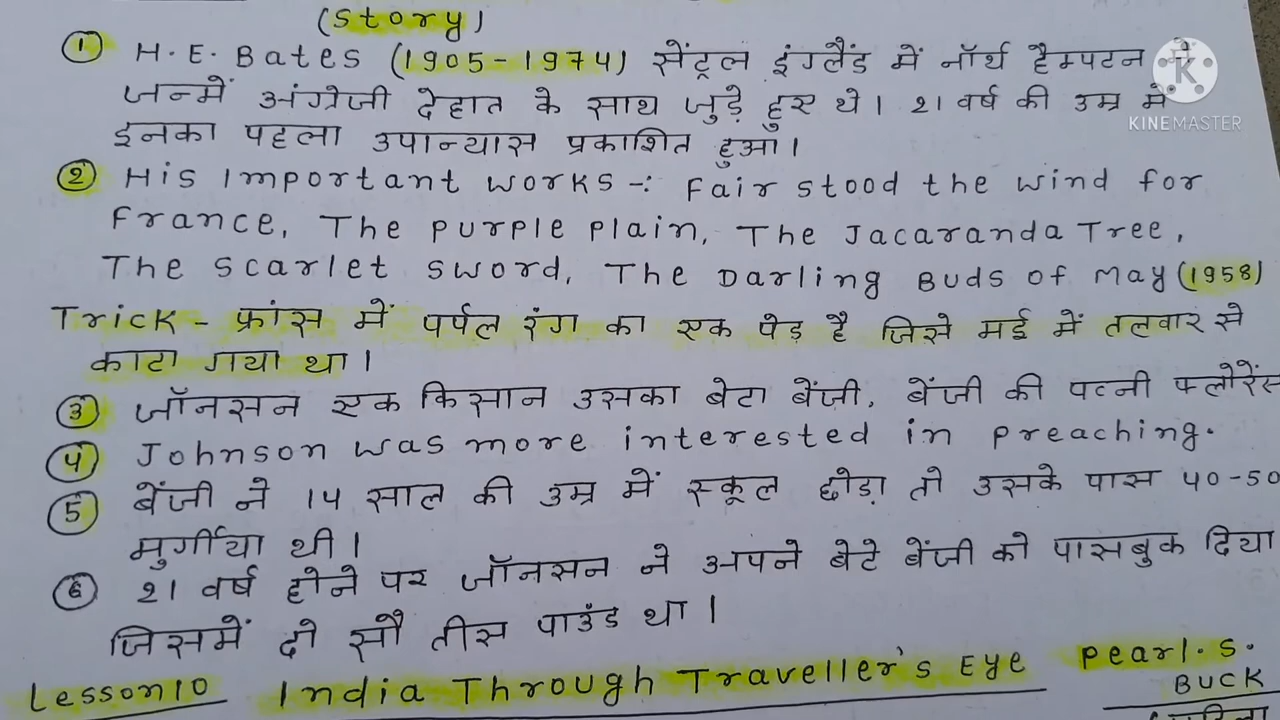 (Story)
① H.E. Bates (1905-1974) सेंट्रल इंग्लैंड में नॉर्थ हैम्पटन में
जन्में अंग्रेजी देहात के साथ जुड़े हुए थे। 21 वर्ष की उम्र में
इनका पहला उपान्यास प्रकाशित हुआ।
KINEMASTER
② His Important works -: Fair stood the wind for
France, The Purple Plain, The Jacaranda Tree,
The Scarlet Sword, The Darling Buds of May (1958)
Trick - फ्रांस में पर्पल रंग का एक पेड़ है जिसे मई में तलवार से
काटा गया था।
③ जॉनसन एक किसान उसका बेटा बेंजी, बेंजी की पत्नी फ्लोरेंस
④ Johnson was more interested in preaching.
⑤ बेंजी ने 14 साल की उम्र में स्कूल छोड़ा तो उसके पास 40-50
मुर्गीया थी।
⑥ 21 वर्ष होने पर जॉनसन ने अपने बेटे बेंजी को पासबुक दिया
जिसमें दो सौ तीस पाउंड था।
Lesson 10 India Through Traveller's Eye Pearl. S.
BUCK